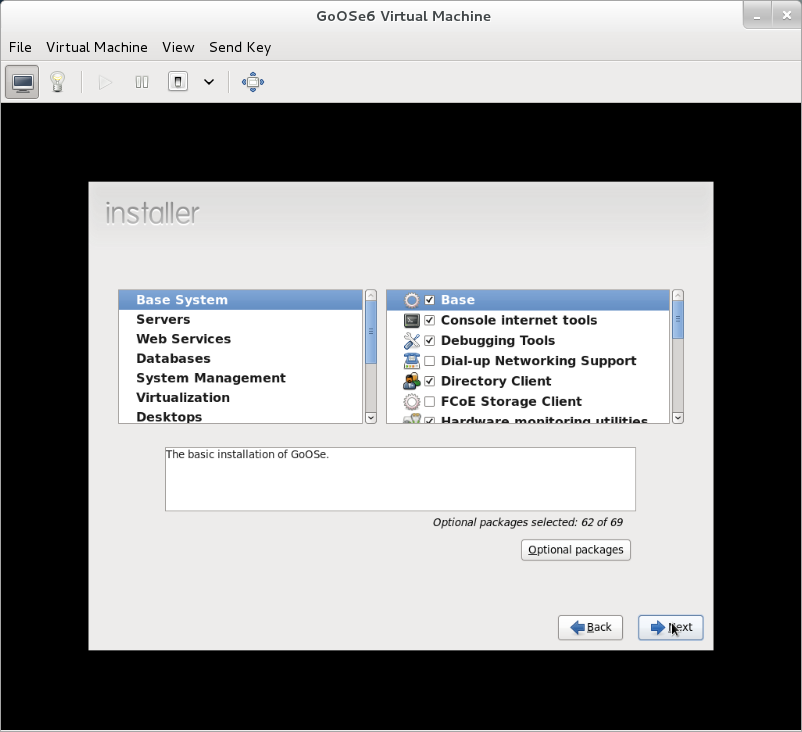 GoOSe6 Virtual Machine
File Virtual Machine View Send Key
installer
Base System
Servers
Web Services
Databases
System Management
Virtualization
Desktops
Base
Console internet tools
Debugging Tools
Dial-up Networking Support
Directory Client
FCoE Storage Client
Hardware monitoring utilities
The basic installation of GoOSe.
Optional packages selected: 62 of 69
Optional packages
Back Next